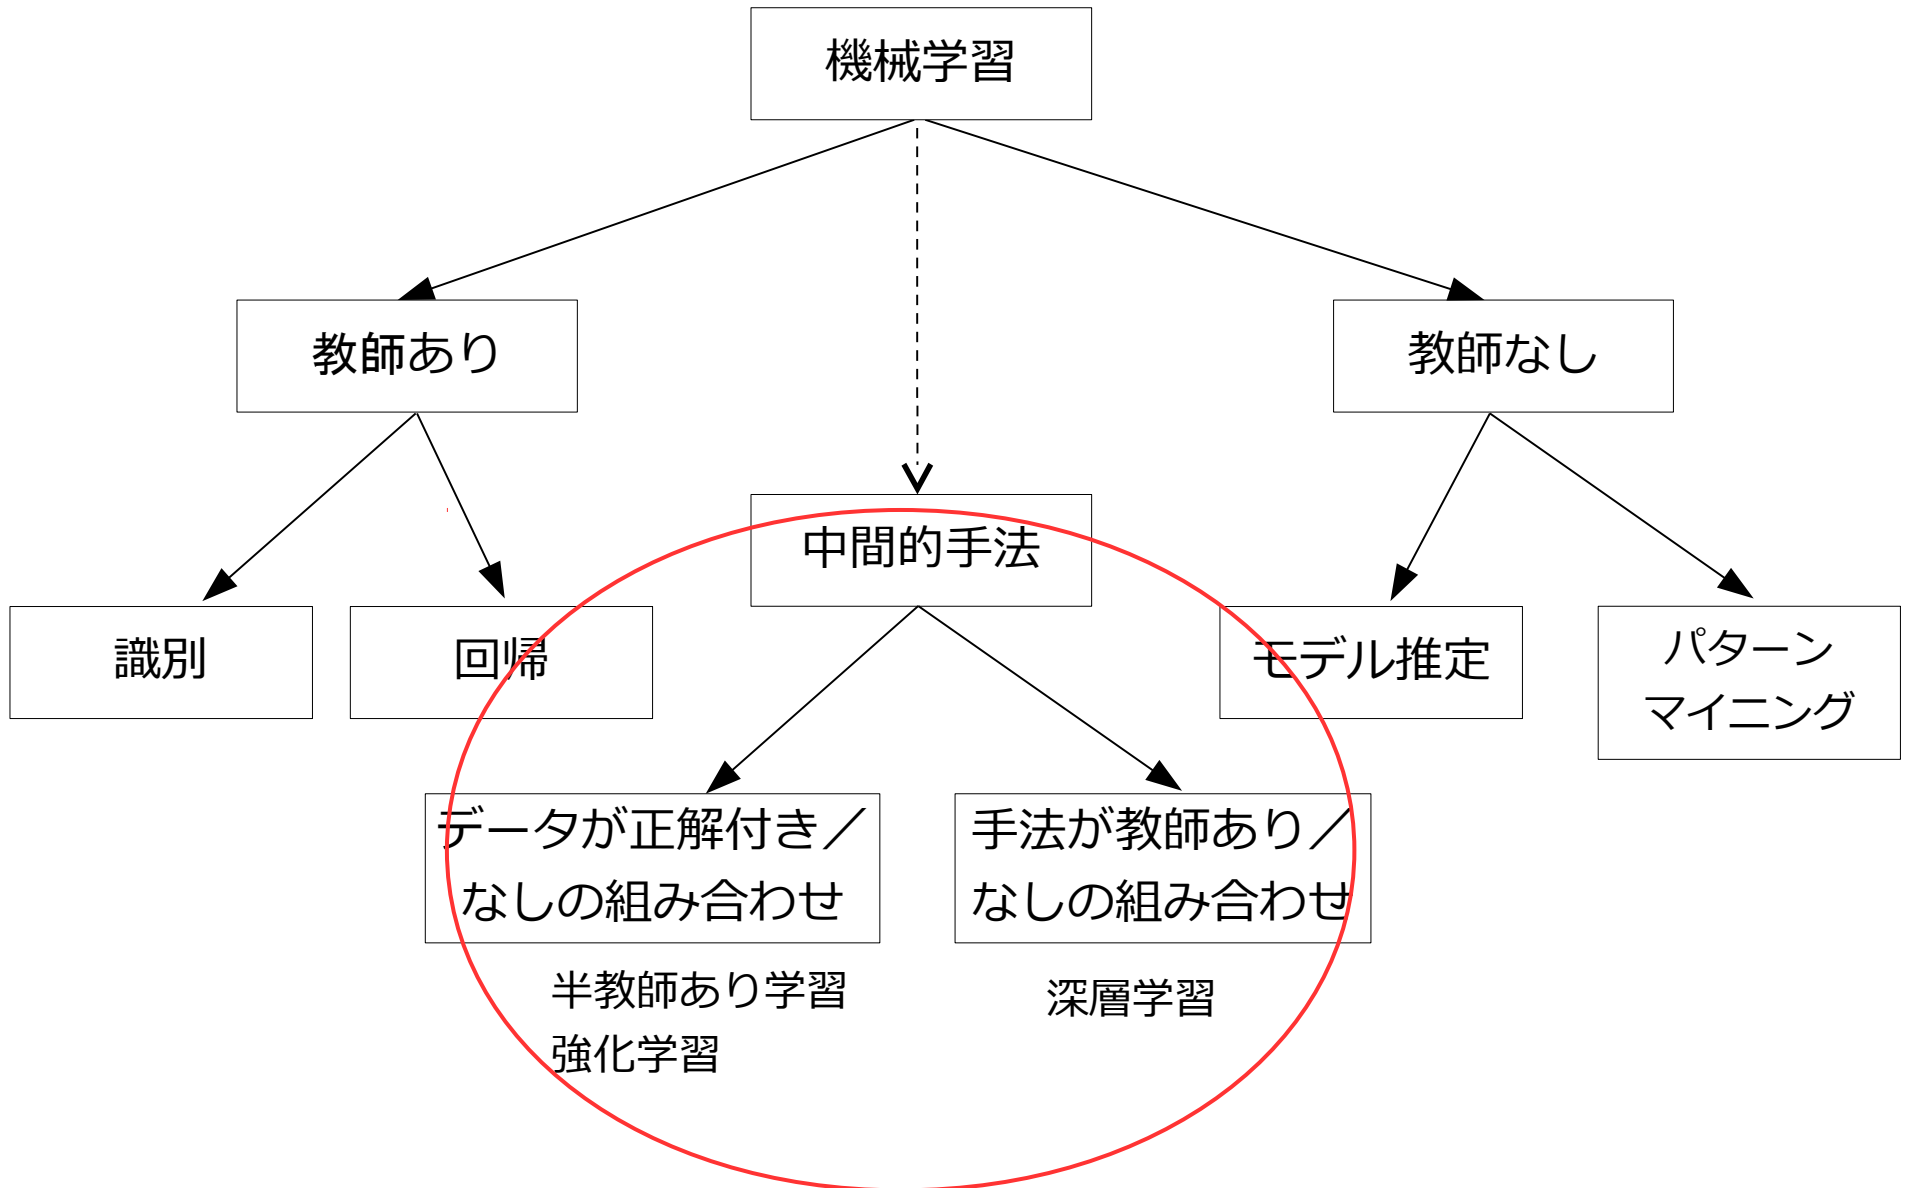 機械学習
教師あり
教師なし
中間的手法
識別
回帰
モデル推定
パターン
マイニング
データが正解付き／
なしの組み合わせ
手法が教師あり／
なしの組み合わせ
半教師あり学習
強化学習
深層学習